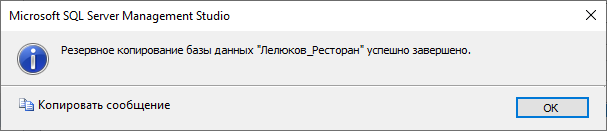 Microsoft SQL Server Management Studio
Резервное копирование базы данных "Лелюков_Ресторан" успешно завершено.
Копировать сообщение
ОК